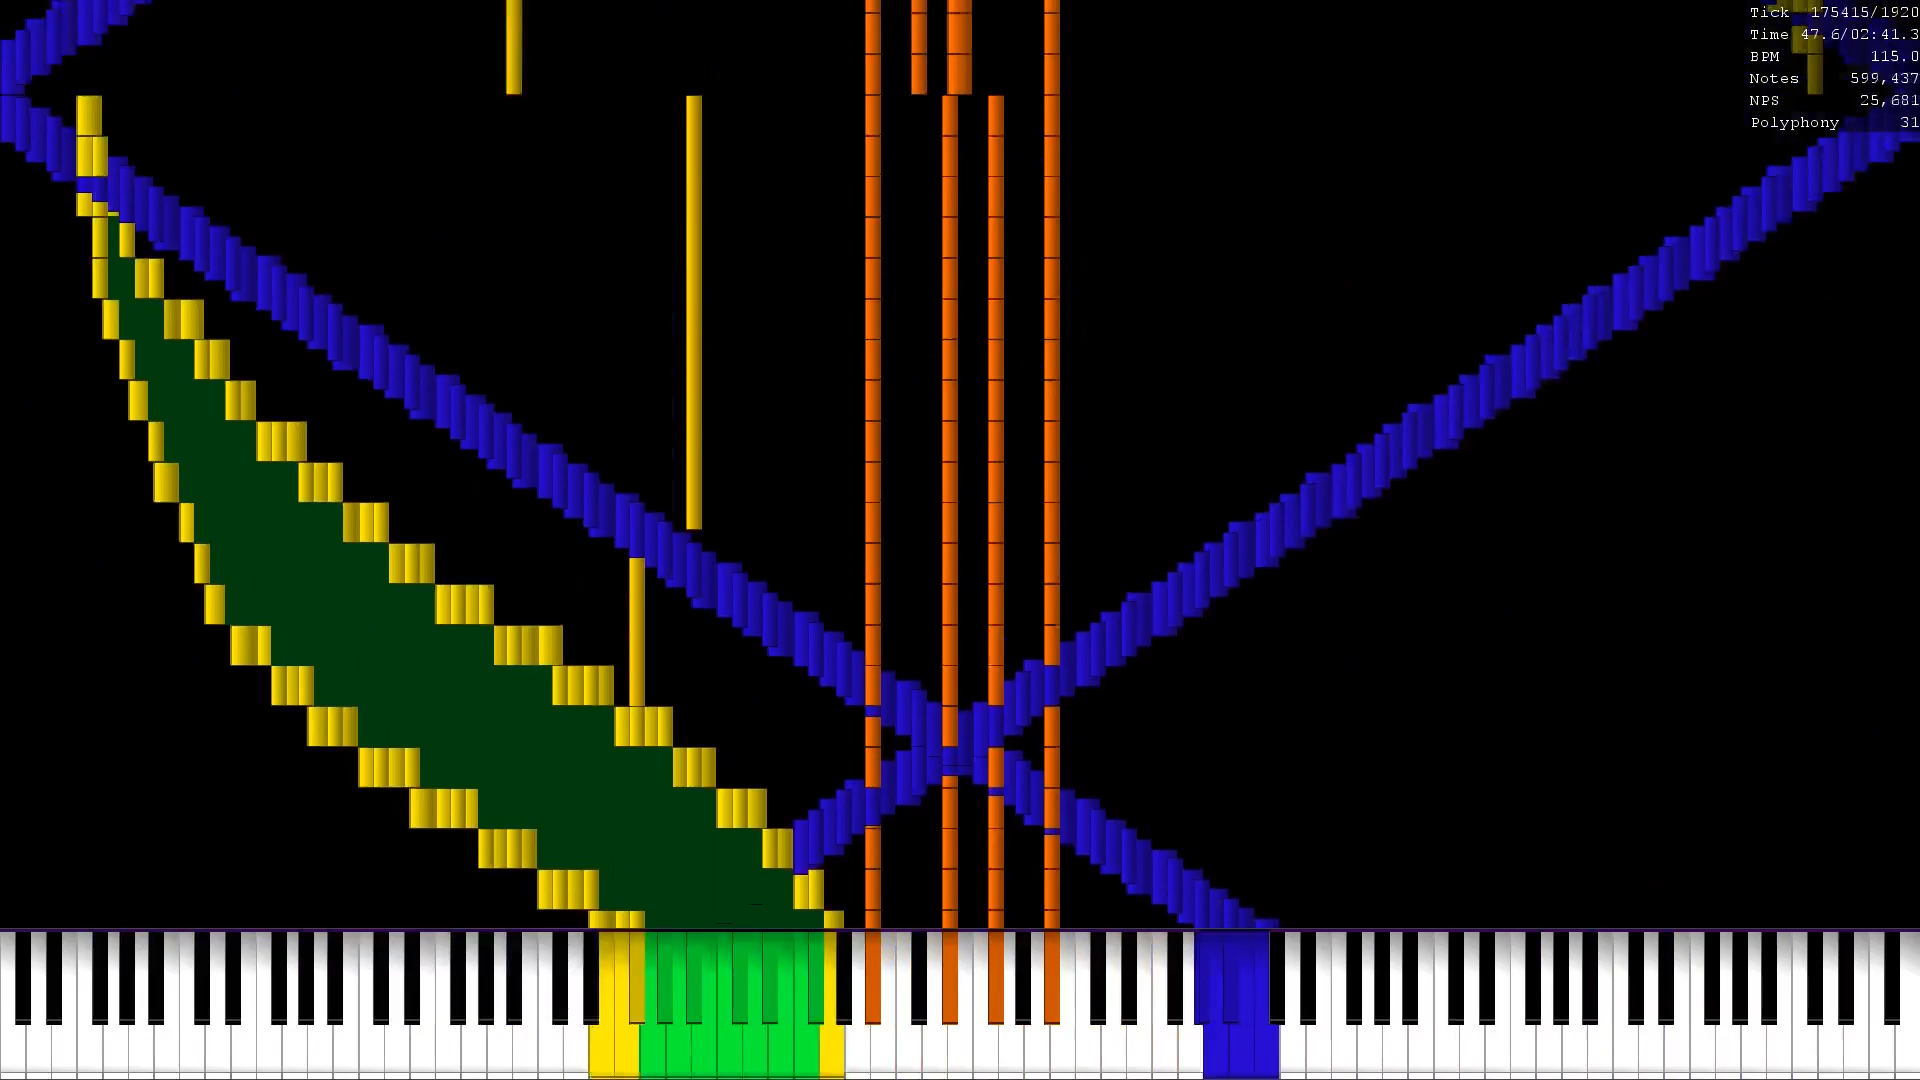 Tick 175415/1920
Time 47.6/02:41.3
BPM 115.0
Notes 599,437
NPS 25,681
Polyphony 31